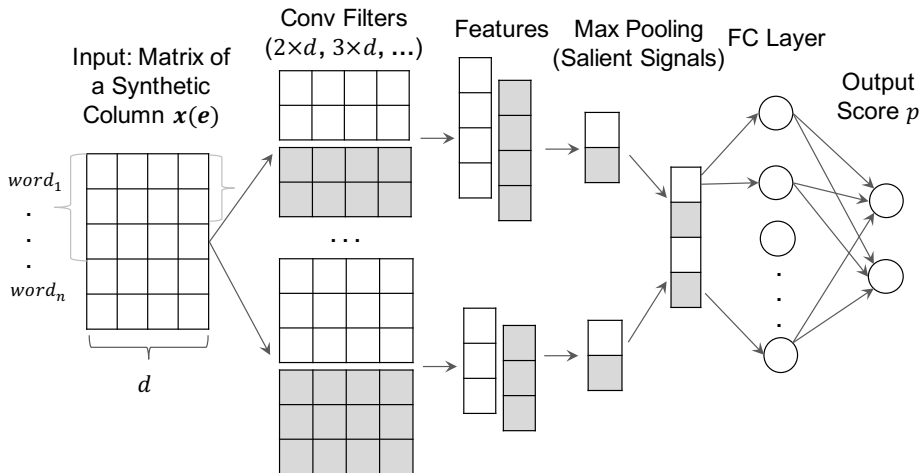 Input: Matrix of
a Synthetic
Column x(e)
Conv Filters
(2×d, 3×d, ...)
Features
Max Pooling
(Salient Signals)
FC Layer
Output
Score p
word₁
.
.
.
wordₙ
d
...
.
.
.